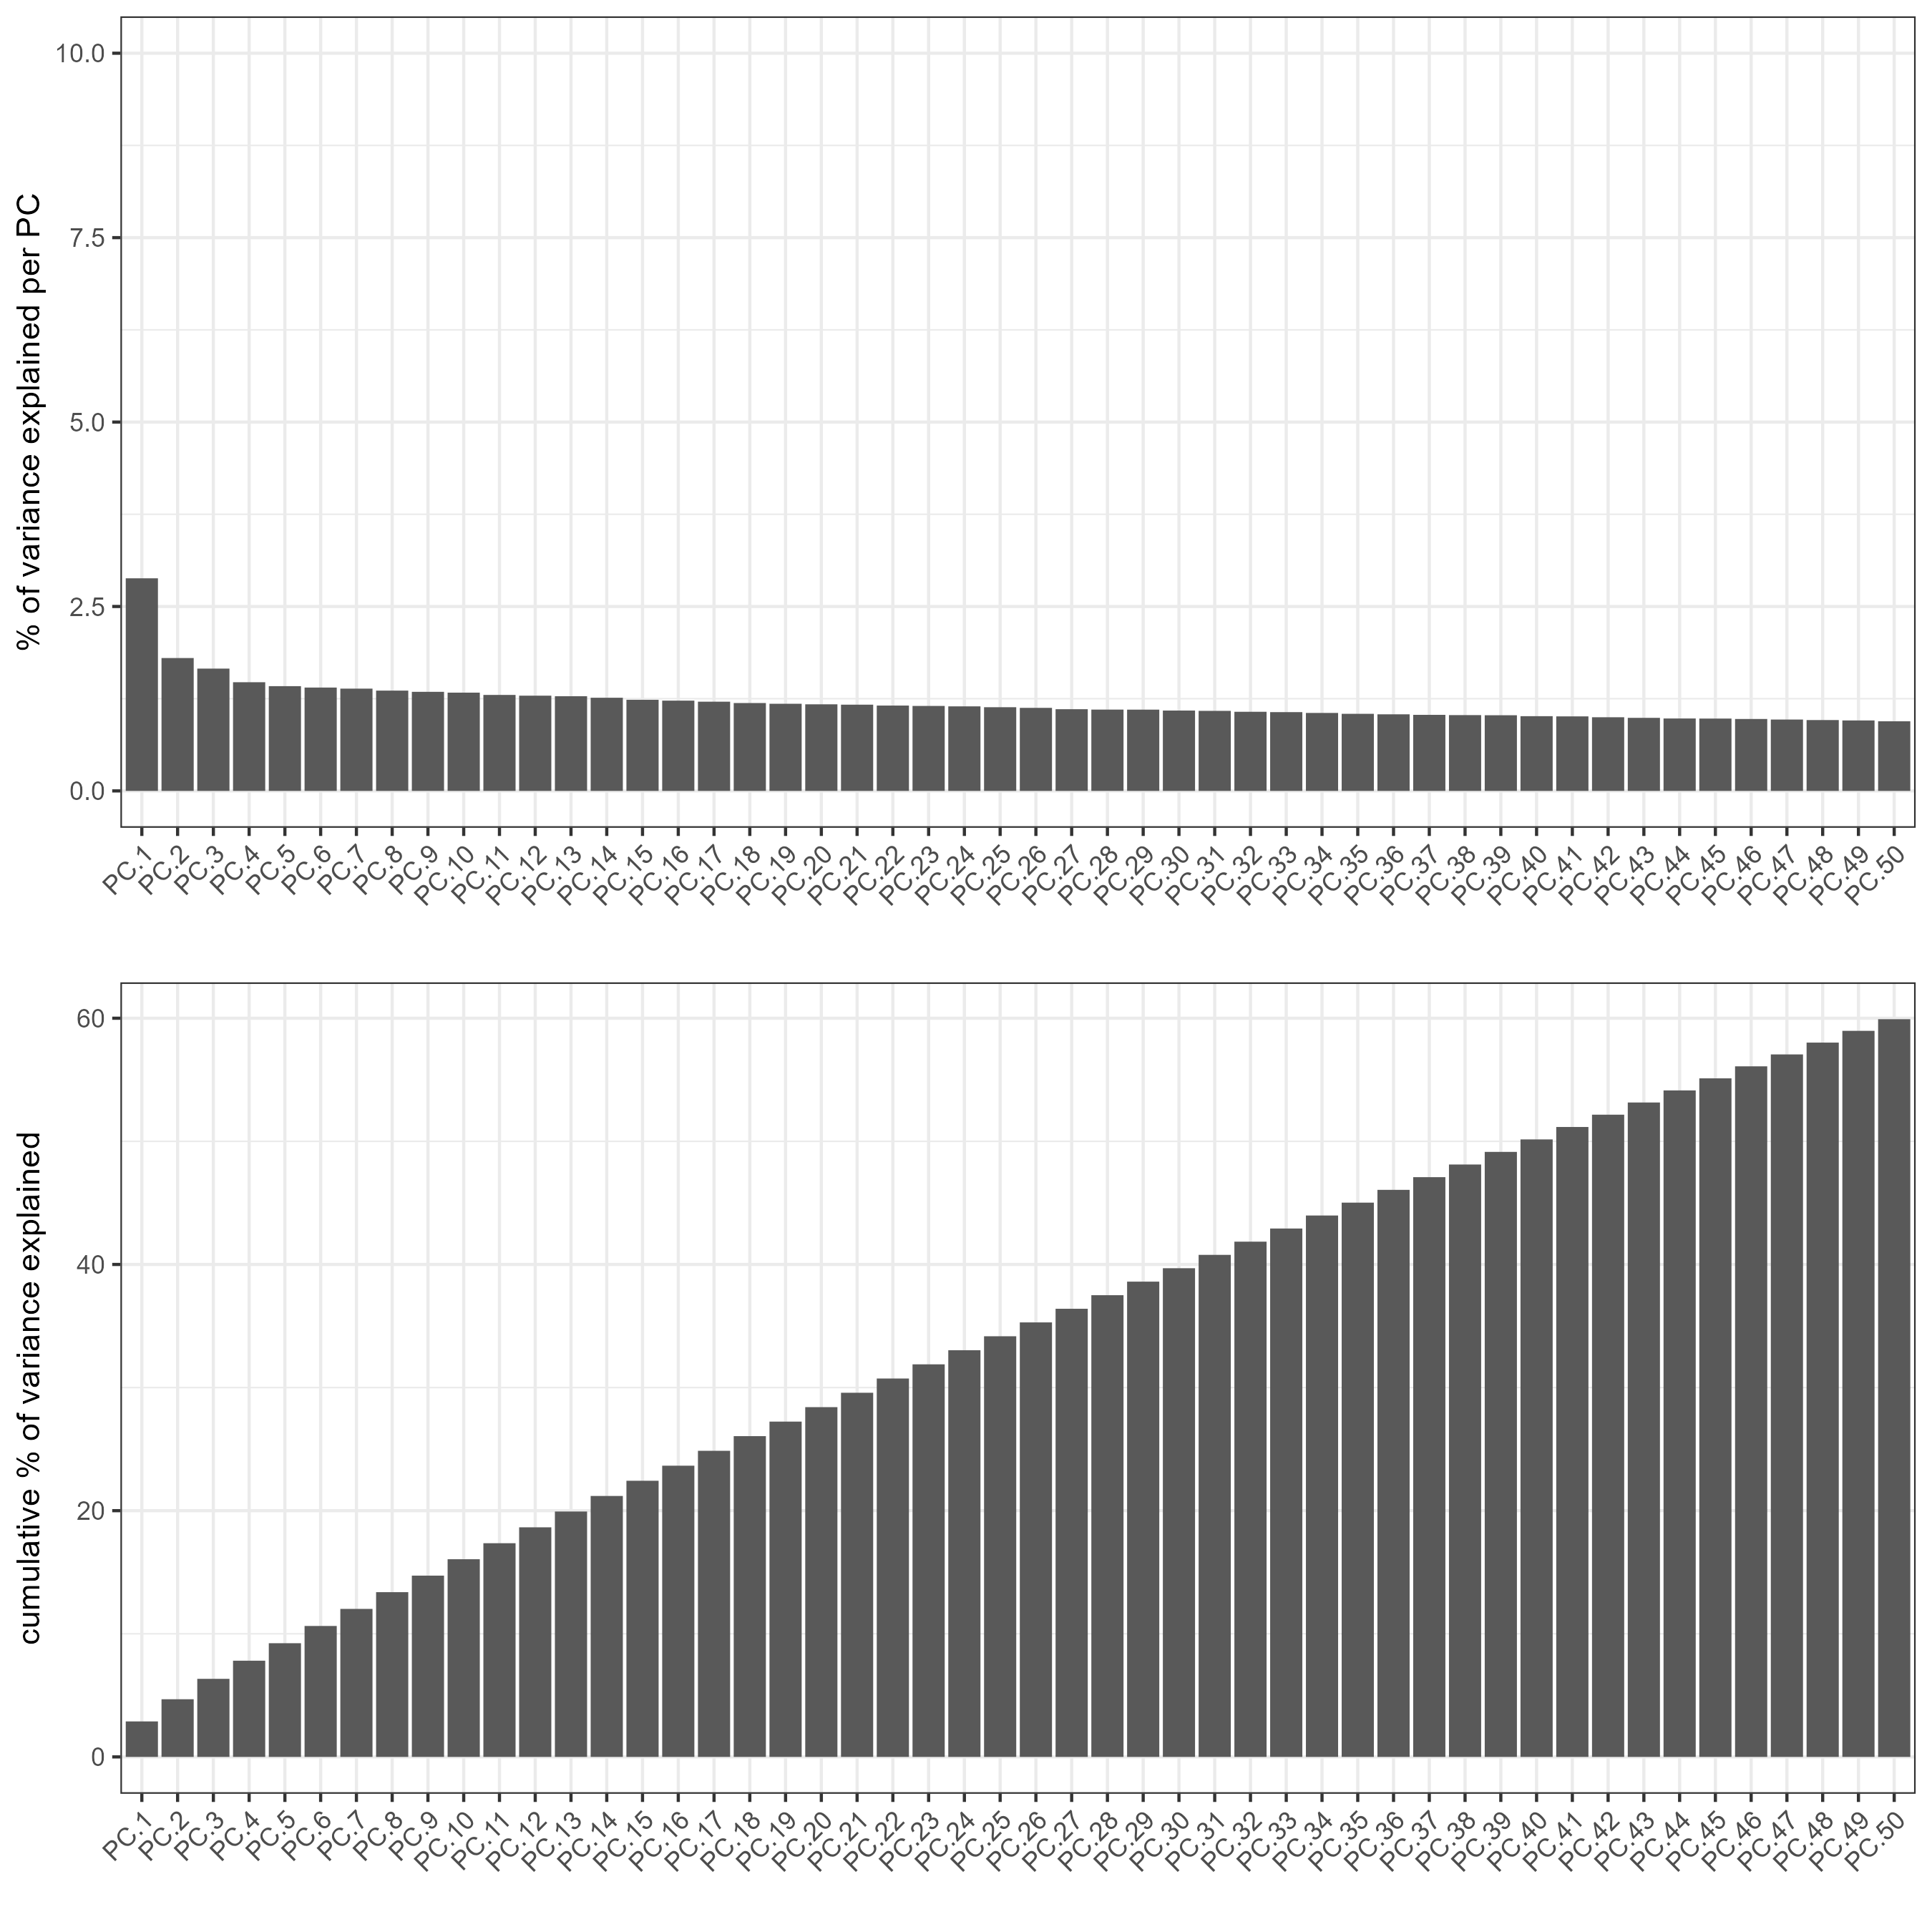 % of variance explained per PC
10.0
7.5
5.0
2.5
0.0
PC.1
PC.2
PC.3
PC.4
PC.5
PC.6
PC.7
PC.8
PC.9
PC.10
PC.11
PC.12
PC.13
PC.14
PC.15
PC.16
PC.17
PC.18
PC.19
PC.20
PC.21
PC.22
PC.23
PC.24
PC.25
PC.26
PC.27
PC.28
PC.29
PC.30
PC.31
PC.32
PC.33
PC.34
PC.35
PC.36
PC.37
PC.38
PC.39
PC.40
PC.41
PC.42
PC.43
PC.44
PC.45
PC.46
PC.47
PC.48
PC.49
PC.50
cumulative % of variance explained
60
40
20
0
PC.1
PC.2
PC.3
PC.4
PC.5
PC.6
PC.7
PC.8
PC.9
PC.10
PC.11
PC.12
PC.13
PC.14
PC.15
PC.16
PC.17
PC.18
PC.19
PC.20
PC.21
PC.22
PC.23
PC.24
PC.25
PC.26
PC.27
PC.28
PC.29
PC.30
PC.31
PC.32
PC.33
PC.34
PC.35
PC.36
PC.37
PC.38
PC.39
PC.40
PC.41
PC.42
PC.43
PC.44
PC.45
PC.46
PC.47
PC.48
PC.49
PC.50